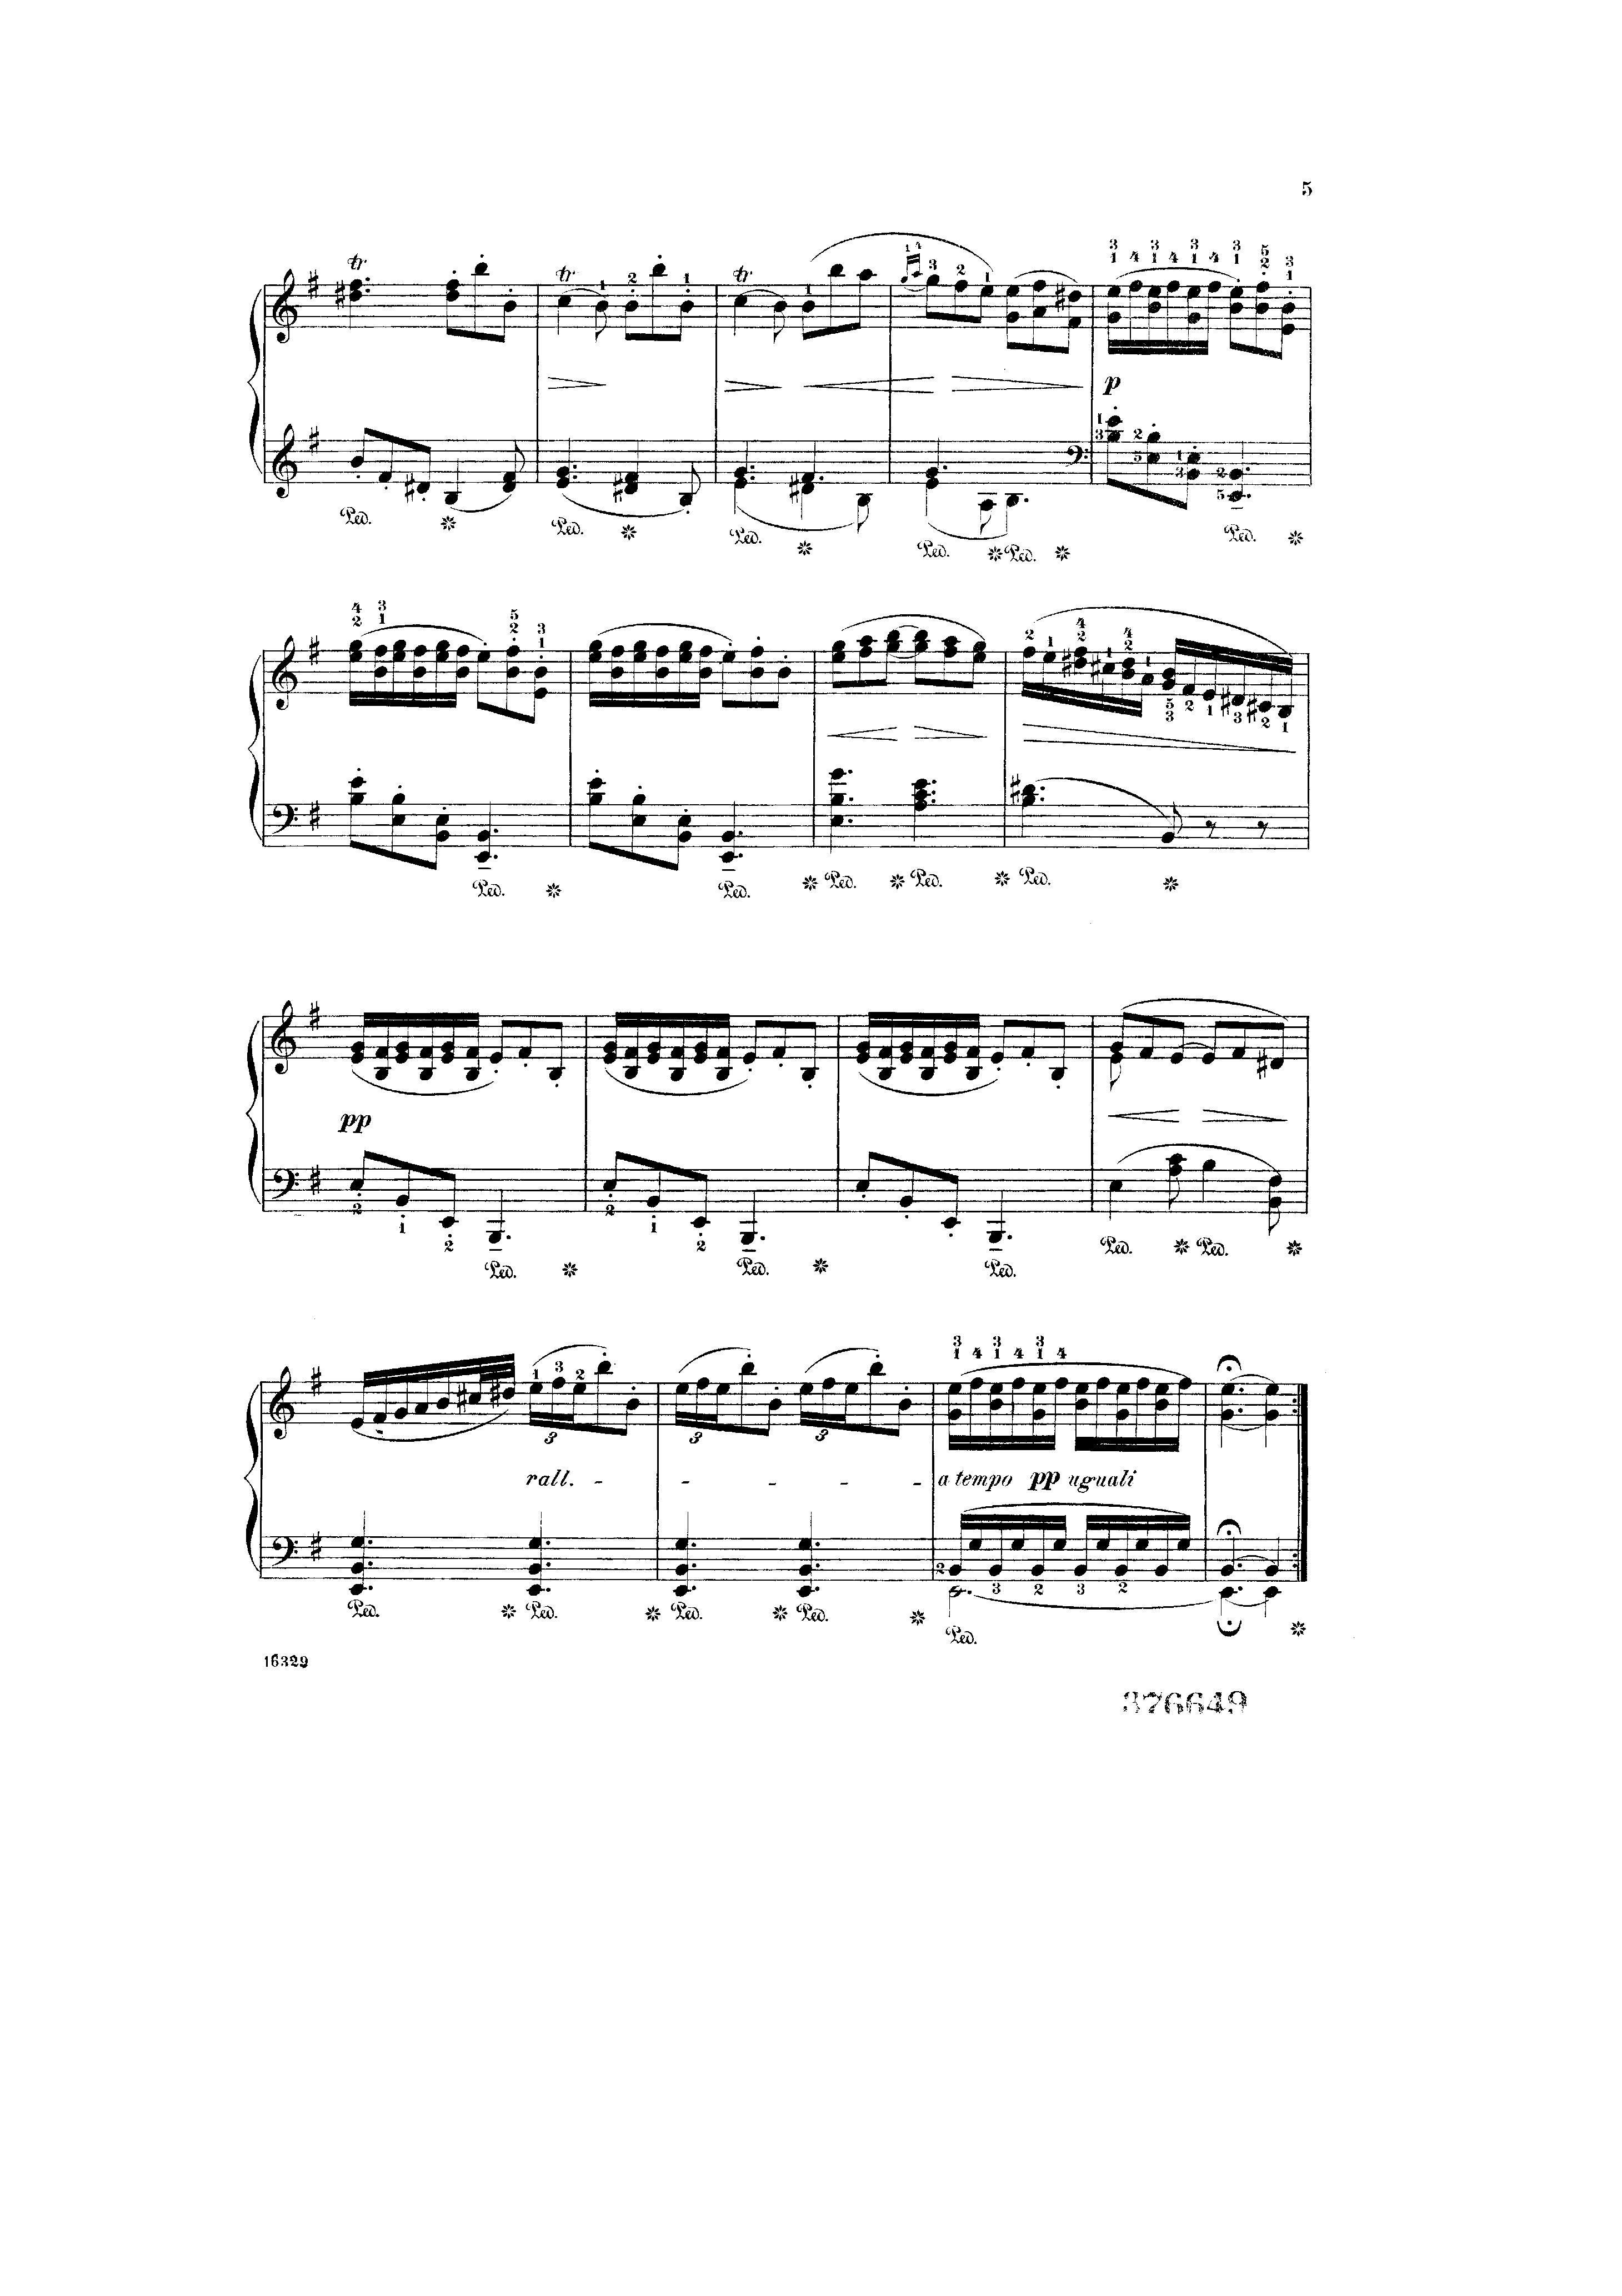 5
tr tr tr
p
Ped. * Ped. * Ped. * Ped. * Ped. * Ped. *
Ped. * Ped. * Ped. * Ped. * Ped. *
pp
Ped. * Ped. * Ped. Ped. * Ped. *
rall. - - - - a tempo pp uguali
Ped. * Ped. * Ped. * Ped. * Ped. *
16329
376649